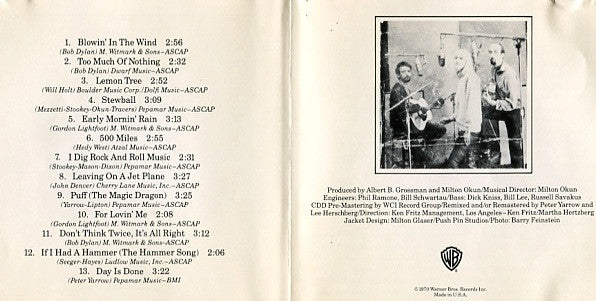 1. Blowin' In The Wind 2:56
(Bob Dylan) M. Witmark & Sons–ASCAP
2. Too Much Of Nothing 2:32
(Bob Dylan) Dwarf Music–ASCAP
3. Lemon Tree 2:52
(Will Holt) Boulder Music Corp./Dolfi Music–ASCAP
4. Stewball 3:09
(Mezzetti-Stookey-Okun-Travers) Pepamar Music–ASCAP
5. Early Mornin' Rain 3:13
(Gordon Lightfoot) M. Witmark & Sons–ASCAP
6. 500 Miles 2:55
(Hedy West) Atzal Music–ASCAP
7. I Dig Rock And Roll Music 2:31
(Stookey-Mason-Dixon) Pepamar Music–ASCAP
8. Leaving On A Jet Plane 3:27
(John Denver) Cherry Lane Music, Inc.–ASCAP
9. Puff (The Magic Dragon) 3:25
(Yarrow-Lipton) Pepamar Music–ASCAP
10. For Lovin' Me 2:08
(Gordon Lightfoot) M. Witmark & Sons–ASCAP
11. Don't Think Twice, It's All Right 3:12
(Bob Dylan) M. Witmark & Sons–ASCAP
12. If I Had A Hammer (The Hammer Song) 2:06
(Seeger-Hayes) Ludlow Music, Inc.–ASCAP
13. Day Is Done 3:22
(Peter Yarrow) Pepamar Music–BMI
Produced by Albert B. Grossman and Milton Okun/Musical Director: Milton Okun
Engineers: Phil Ramone, Bill Schwartau/Bass: Dick Kniss, Bill Lee, Russell Savakus
CDD Pre-Mastering by WCI Record Group/Remixed and/or Remastered by Peter Yarrow and
Lee Herschberg/Direction: Ken Fritz Management, Los Angeles - Ken Fritz/Martha Hertzberg
Jacket Design: Milton Glaser/Push Pin Studios/Photo: Barry Feinstein
WB
© 1970 Warner Bros. Records Inc.
Made in U.S.A.